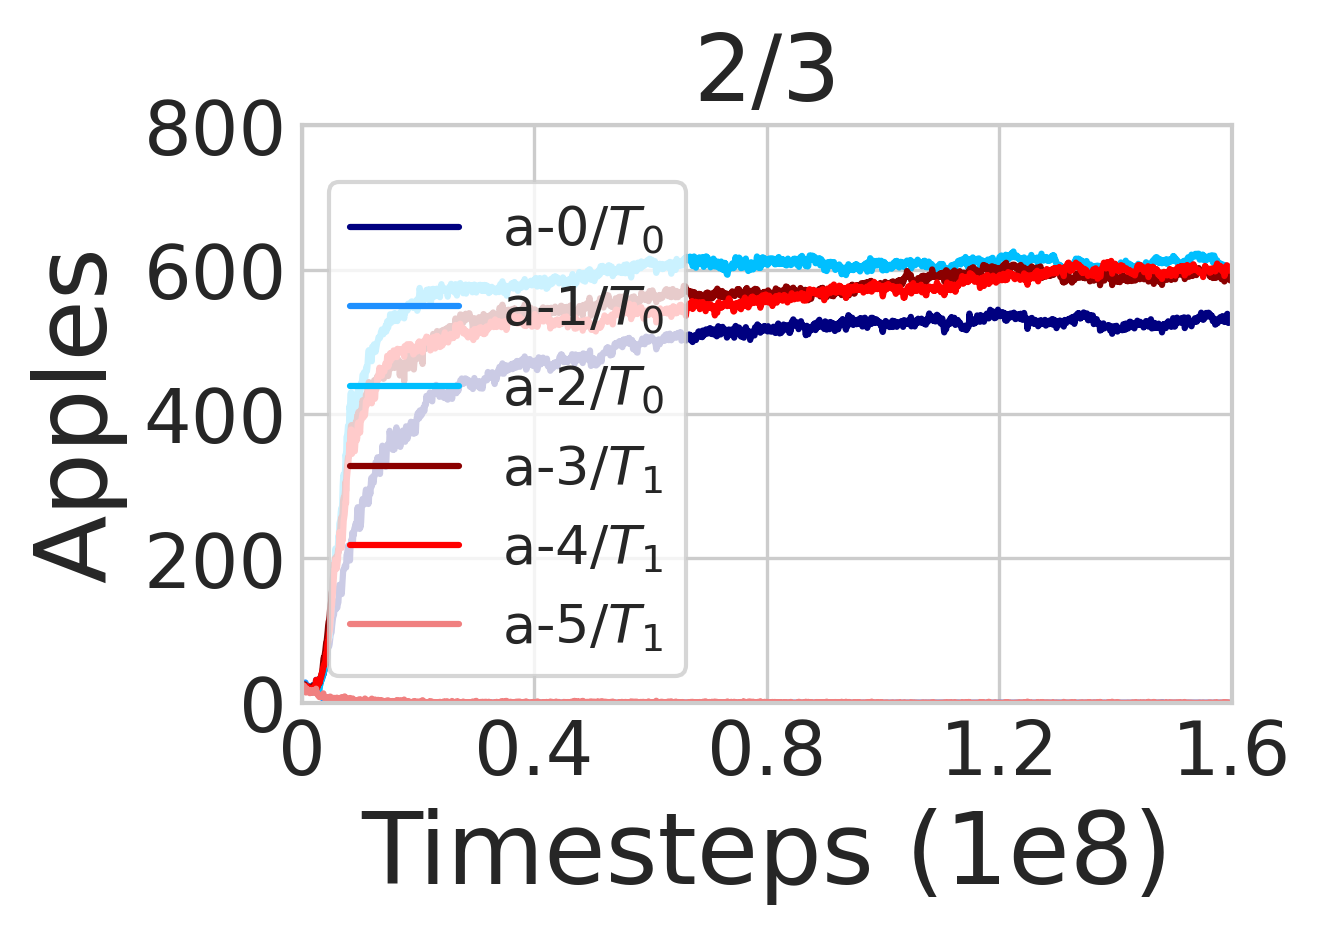 2/3
800
600
400
200
0
Apples
a-0/T₀
a-1/T₀
a-2/T₀
a-3/T₁
a-4/T₁
a-5/T₁
0 0.4 0.8 1.2 1.6
Timesteps (1e8)